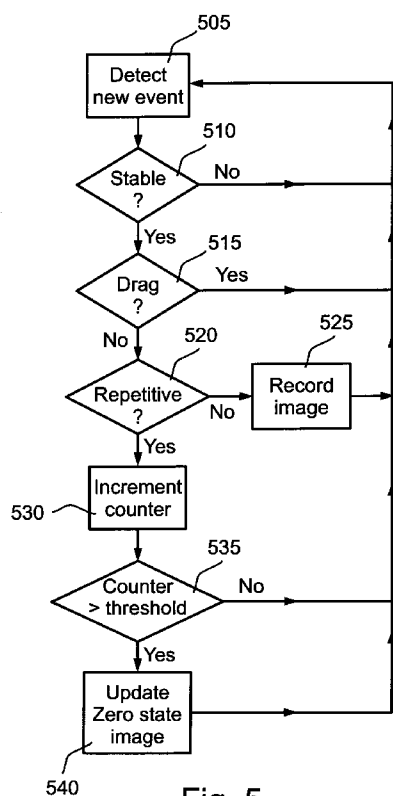 505
Detect
new event
510
Stable
?
No
Yes
515
Drag
?
Yes
No
520
525
Repetitive
?
No
Record
image
Yes
530
Increment
counter
535
Counter
> threshold
No
Yes
Update
Zero state
image
540
Fig. 5